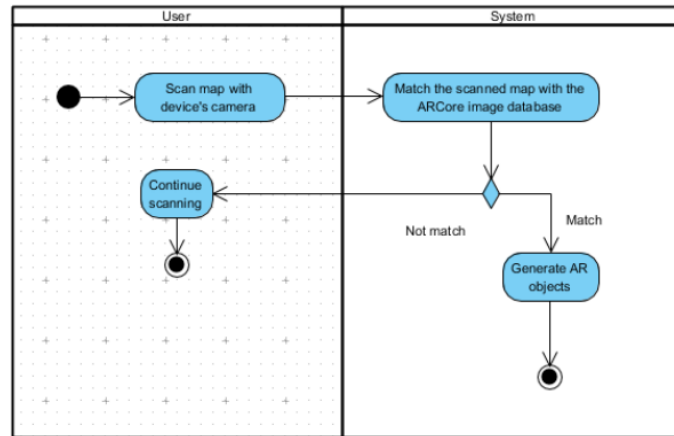 User
System
Scan map with
device's camera
Match the scanned map with the
ARCore image database
Continue
scanning
Not match
Match
Generate AR
objects